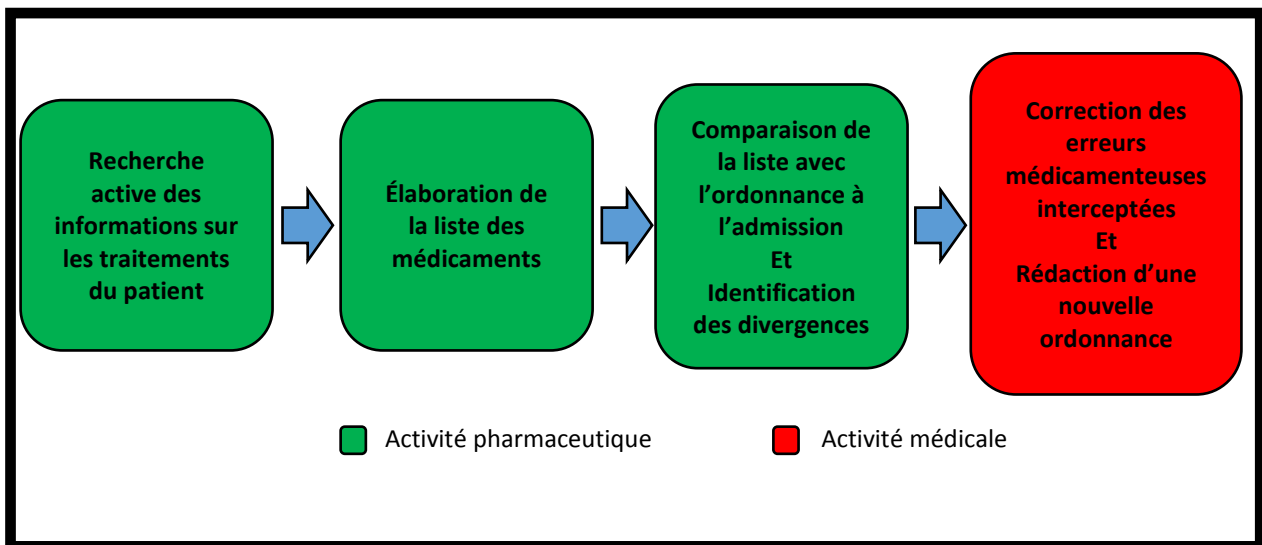 Recherche
active des
informations sur
les traitements
du patient
Élaboration de
la liste des
médicaments
Comparaison de
la liste avec
l’ordonnance à
l’admission
Et
Identification
des divergences
Correction des
erreurs
médicamenteuses
interceptées
Et
Rédaction d’une
nouvelle
ordonnance
Activité pharmaceutique
Activité médicale